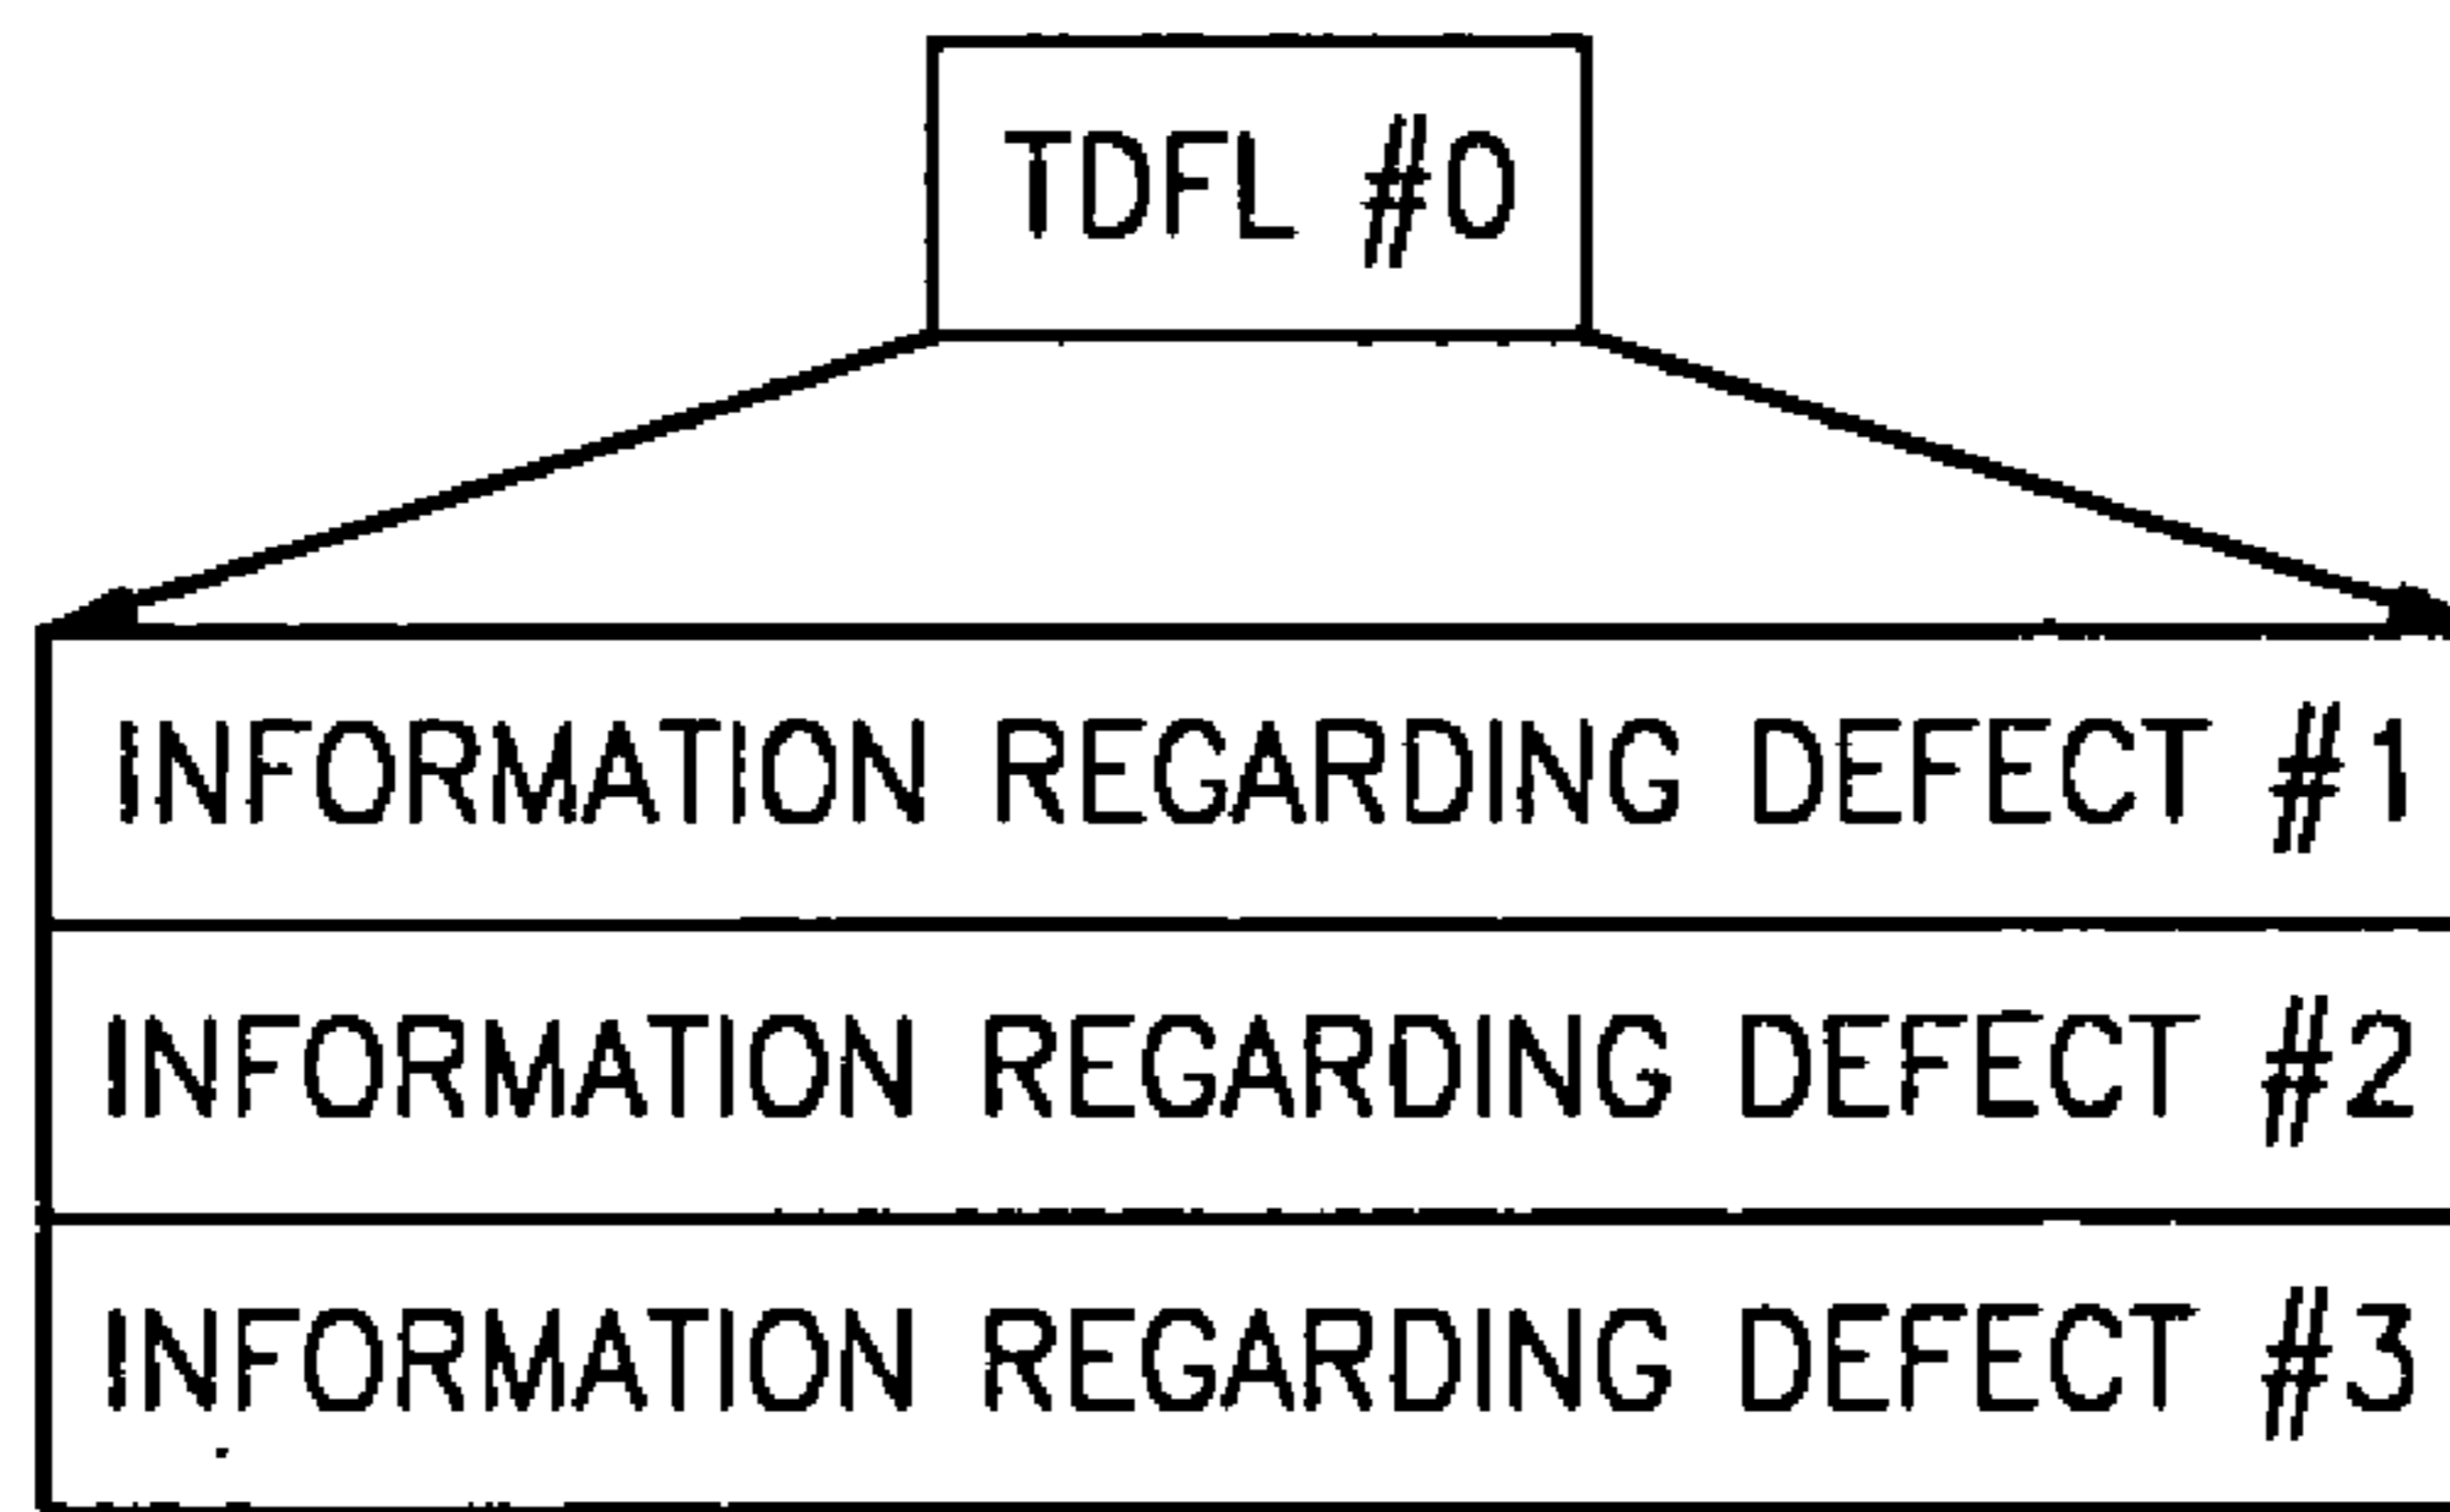 TDFL #0
INFORMATION REGARDING DEFECT #1
INFORMATION REGARDING DEFECT #2
INFORMATION REGARDING DEFECT #3